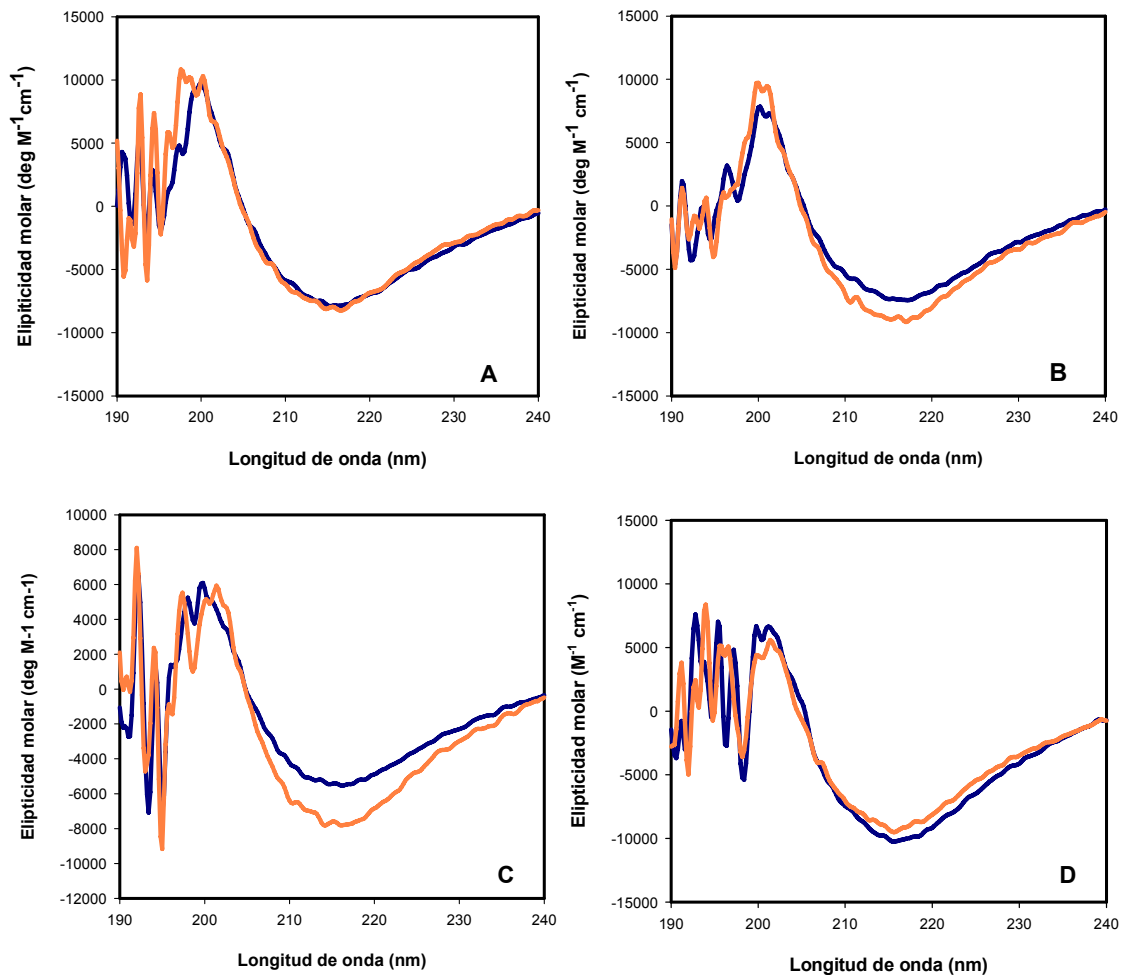 15000
10000
5000
0
-5000
-10000
-15000
190 200 210 220 230 240
Elipiticidad molar (deg M⁻¹cm⁻¹)
Longitud de onda (nm)
A
15000
10000
5000
0
-5000
-10000
-15000
190 200 210 220 230 240
Elipticidad molar (deg M⁻¹ cm⁻¹)
Longitud de onda (nm)
B
10000
8000
6000
4000
2000
0
-2000
-4000
-6000
-8000
-10000
-12000
190 200 210 220 230 240
Elipticidad molar (deg M-1 cm-1)
Longitud de onda (nm)
C
15000
10000
5000
0
-5000
-10000
-15000
190 200 210 220 230 240
Elipticidad molar (M⁻¹ cm⁻¹)
Longitud de onda (nm)
D